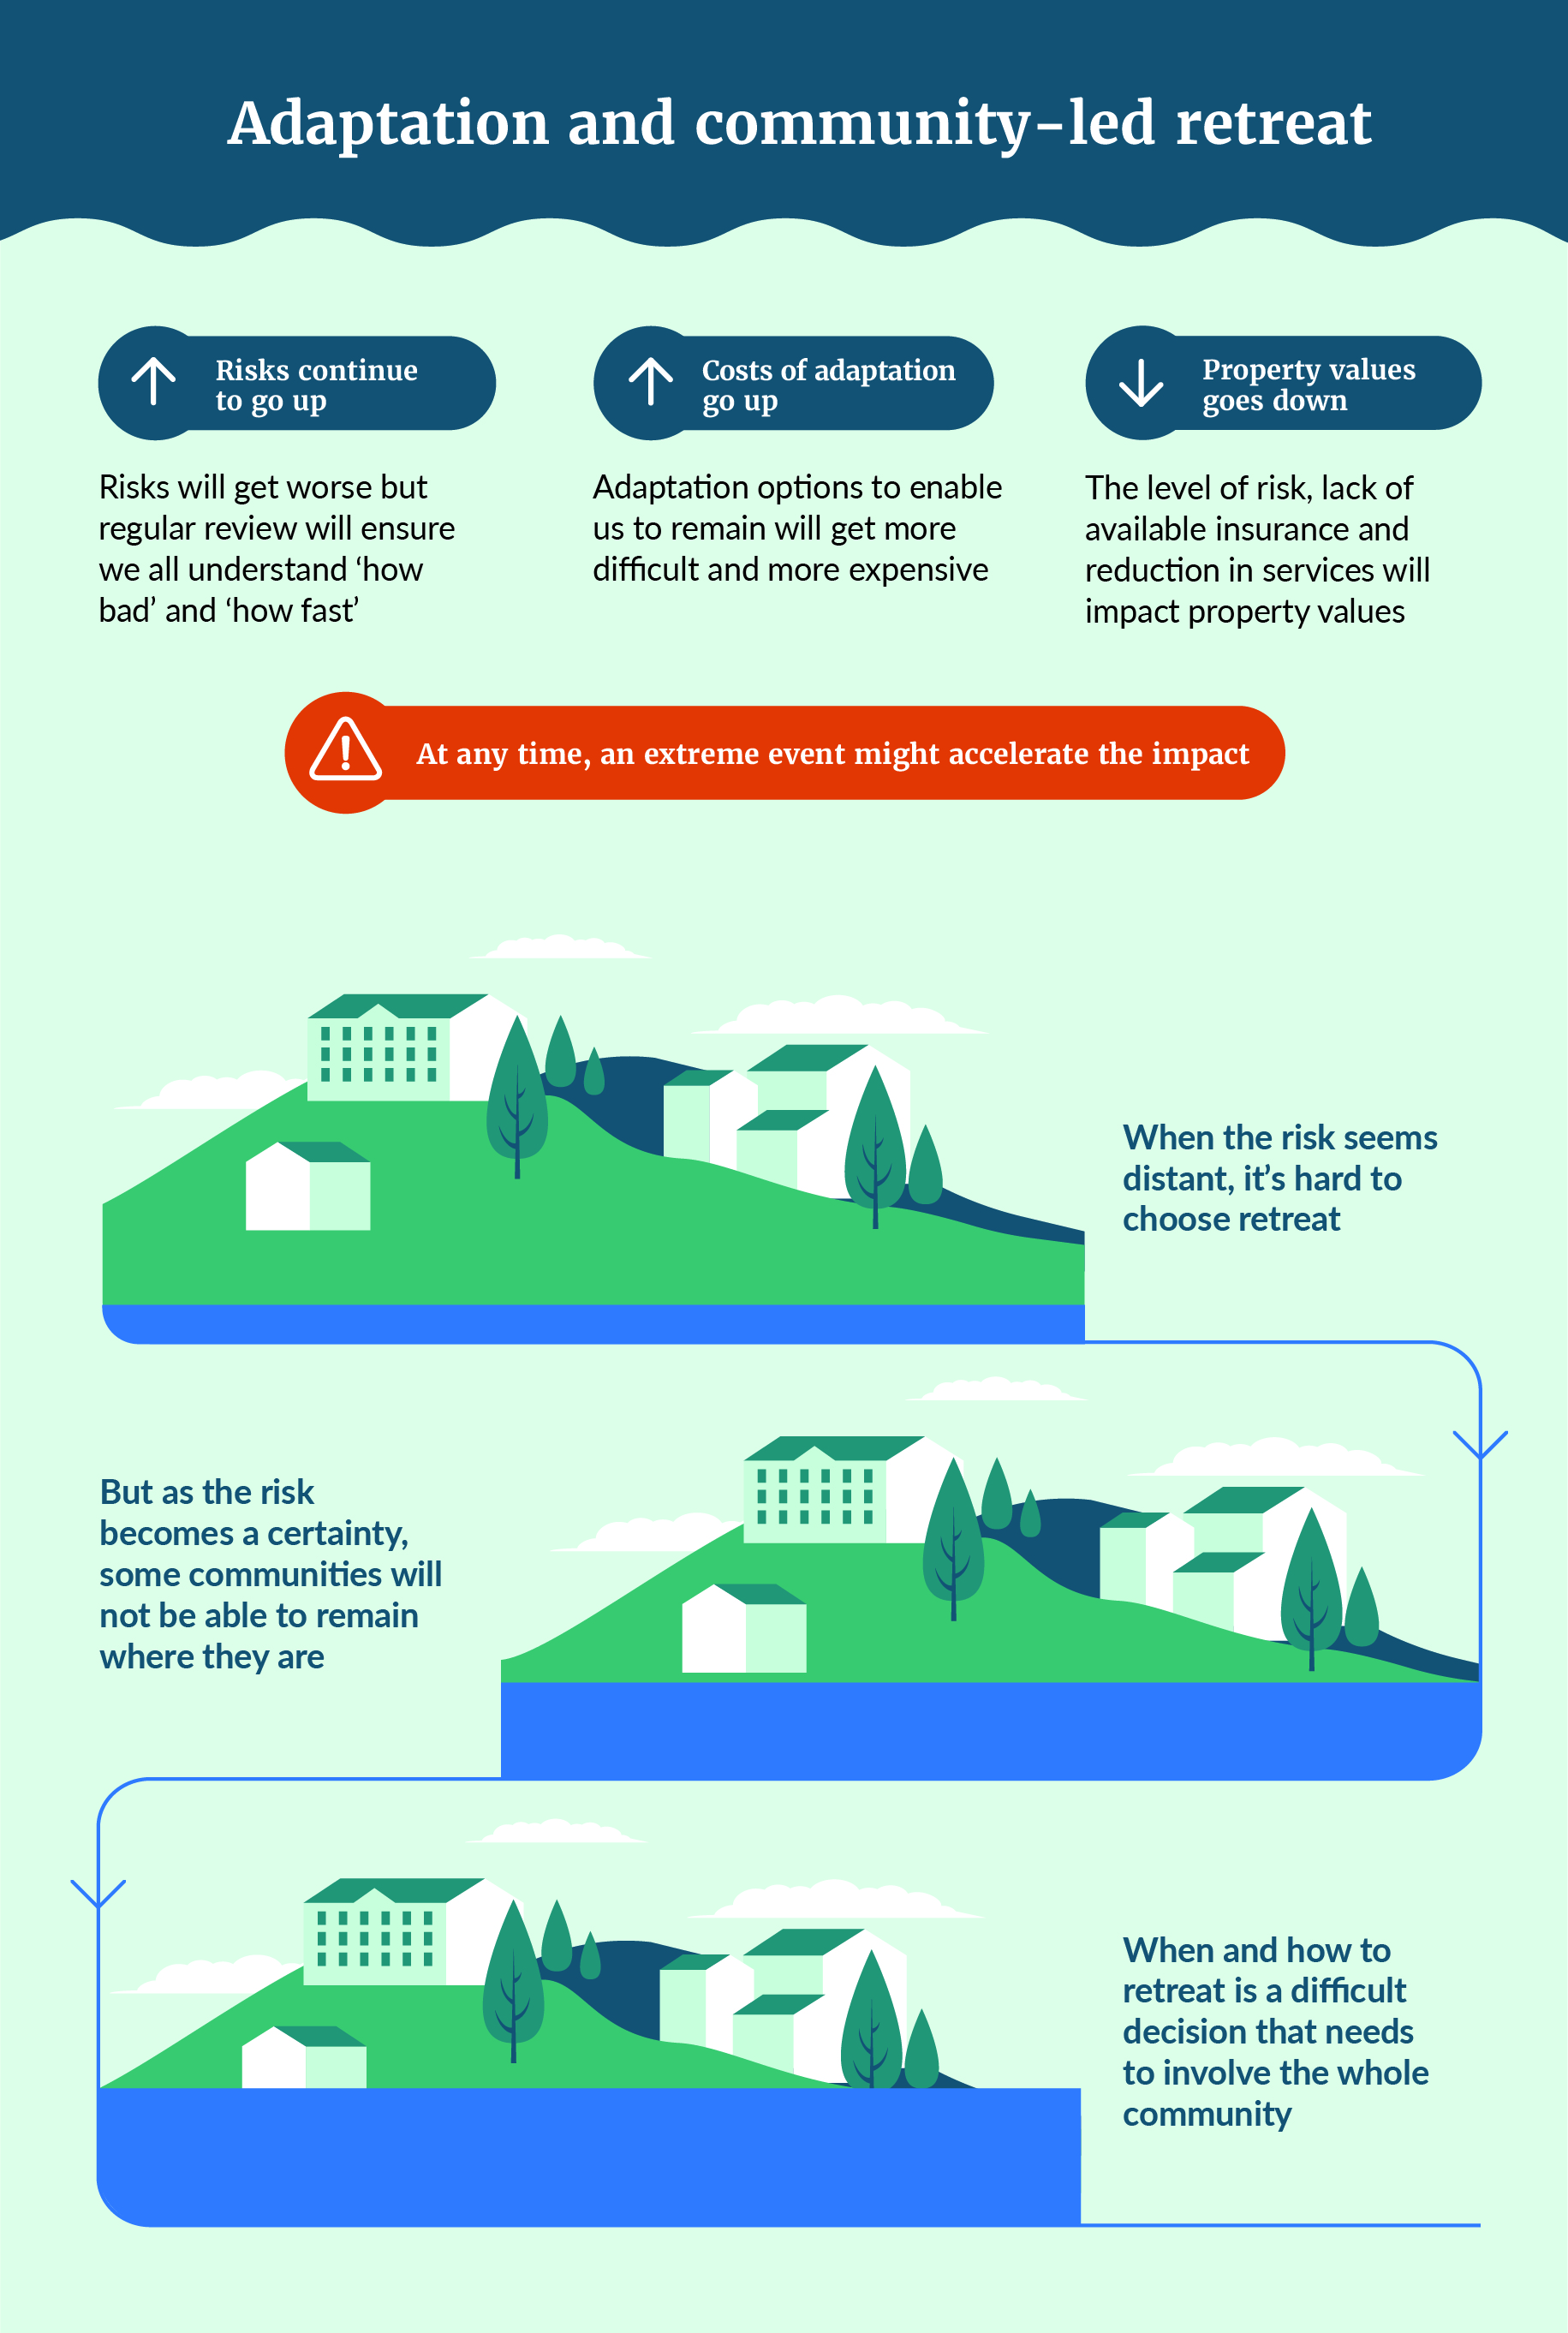 Adaptation and community-led retreat
Risks continue
to go up
Risks will get worse but
regular review will ensure
we all understand ‘how
bad’ and ‘how fast’
Costs of adaptation
go up
Adaptation options to enable
us to remain will get more
difficult and more expensive
Property values
goes down
The level of risk, lack of
available insurance and
reduction in services will
impact property values
At any time, an extreme event might accelerate the impact
When the risk seems
distant, it’s hard to
choose retreat
But as the risk
becomes a certainty,
some communities will
not be able to remain
where they are
When and how to
retreat is a difficult
decision that needs
to involve the whole
community